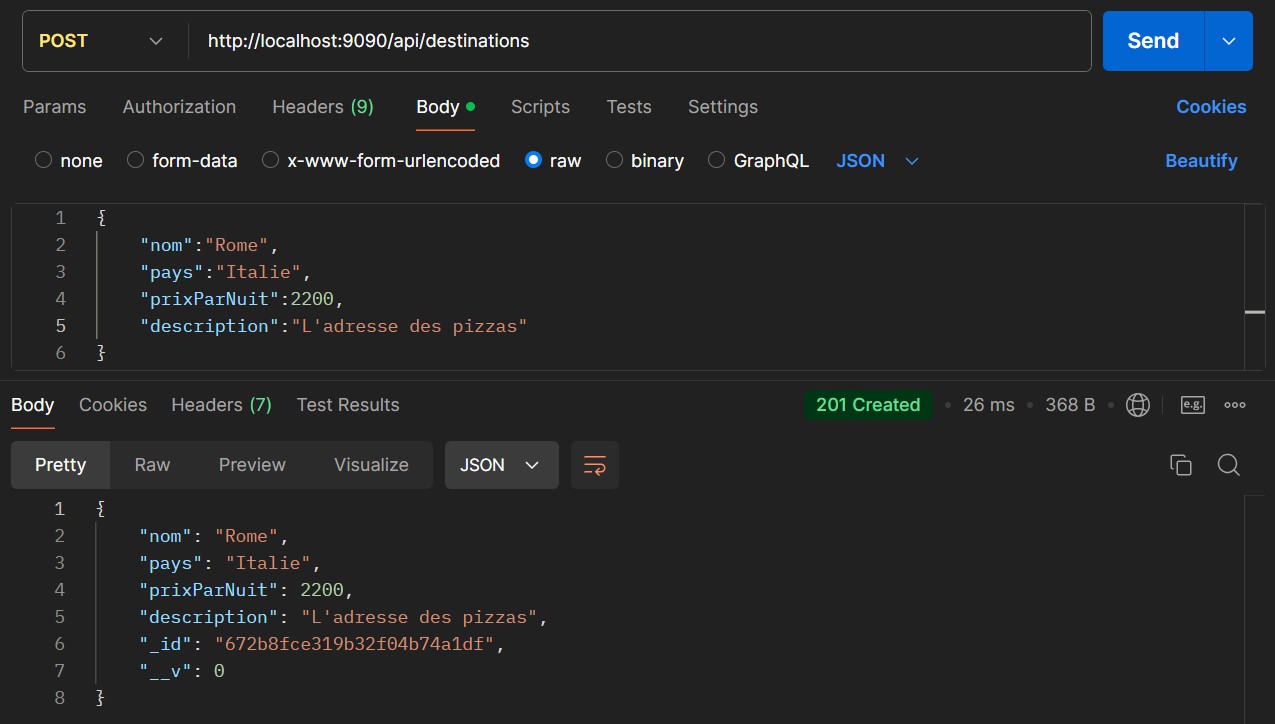 POST http://localhost:9090/api/destinations Send
Params Authorization Headers (9) Body Scripts Tests Settings Cookies
none form-data x-www-form-urlencoded raw binary GraphQL JSON Beautify
1 {
2 "nom":"Rome",
3 "pays":"Italie",
4 "prixParNuit":2200,
5 "description":"L'adresse des pizzas"
6 }
Body Cookies Headers (7) Test Results 201 Created 26 ms 368 B e.g.
Pretty Raw Preview Visualize JSON
1 {
2 "nom": "Rome",
3 "pays": "Italie",
4 "prixParNuit": 2200,
5 "description": "L'adresse des pizzas",
6 "_id": "672b8fce319b32f04b74a1df",
7 "__v": 0
8 }